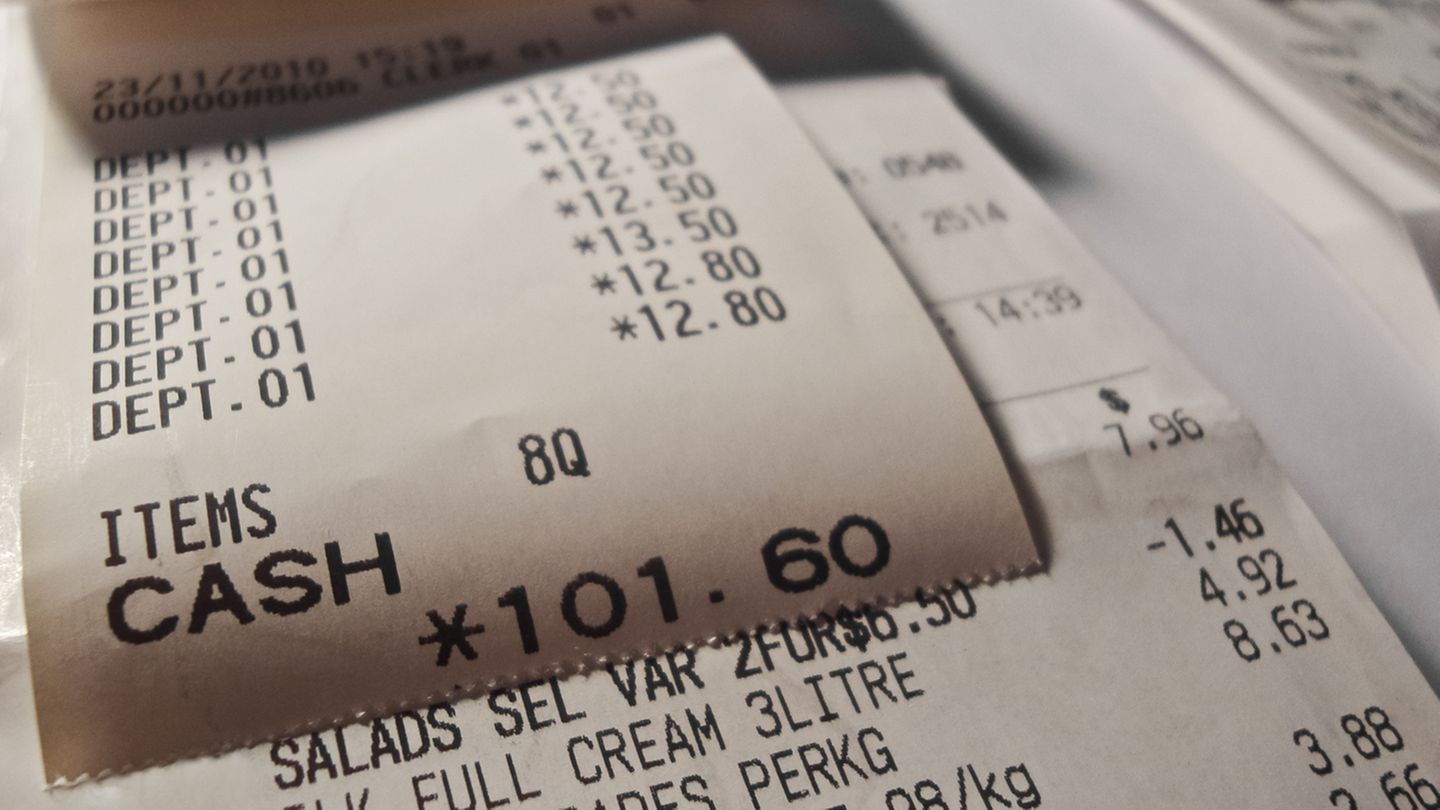 23/11/2010 15:19
000000#8606 CLERK 01
DEPT.01 *12.50
DEPT.01 *12.50
DEPT.01 *12.50
DEPT.01 *12.50
DEPT.01 *12.50
DEPT.01 *13.50
DEPT.01 *12.80
DEPT.01 *12.80
ITEMS 8Q
CASH *101.60
: 2514
: 14:39
$
7.96
SALADS SEL VAR 2FOR$6.50 -1.46
FULL CREAM 3LITRE 4.92
PERKG 8.63
/kg
3.88